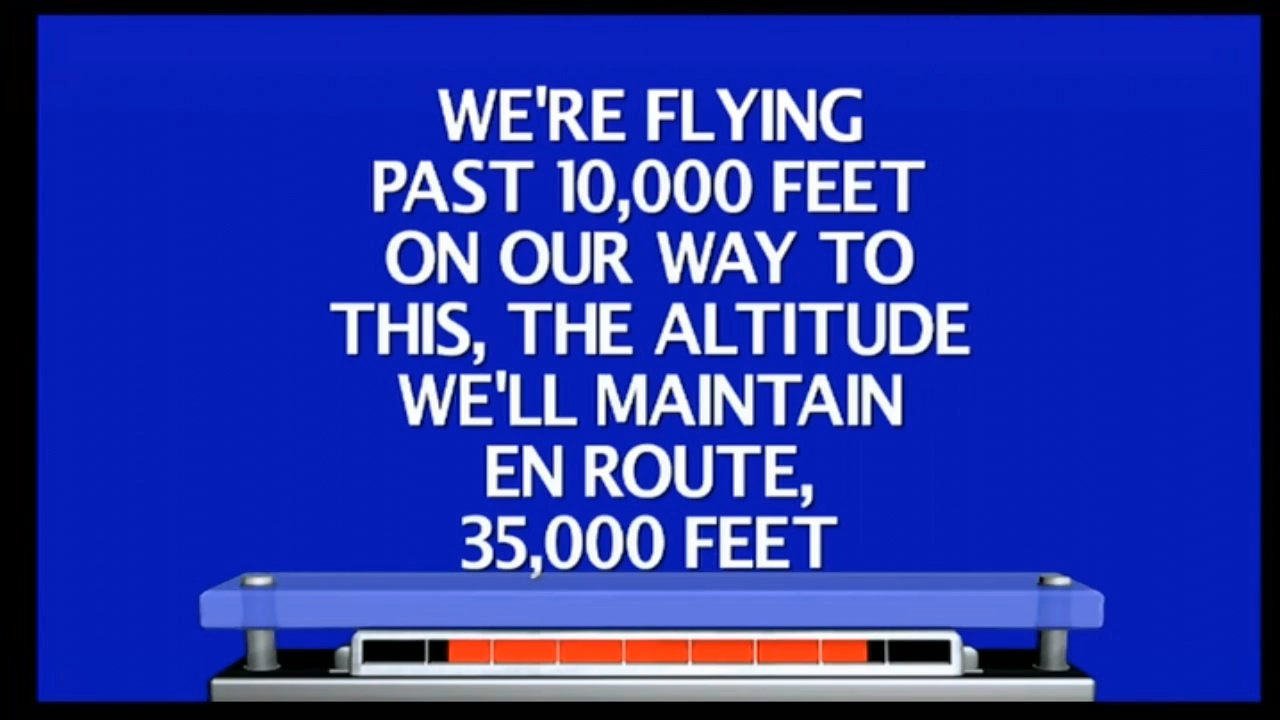 WE'RE FLYING
PAST 10,000 FEET
ON OUR WAY TO
THIS, THE ALTITUDE
WE'LL MAINTAIN
EN ROUTE,
35,000 FEET